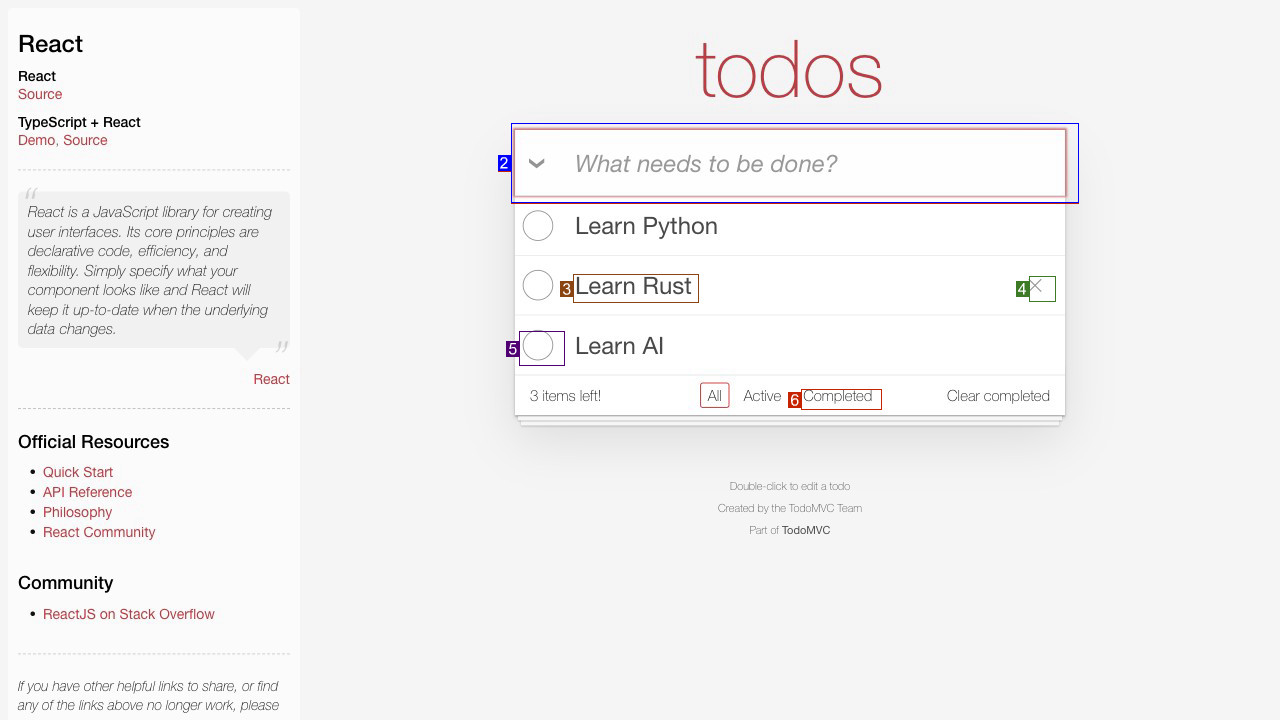 React
React
Source
TypeScript + React
Demo, Source
“
React is a JavaScript library for creating
user interfaces. Its core principles are
declarative code, efficiency, and
flexibility. Simply specify what your
component looks like and React will
keep it up-to-date when the underlying
data changes.
”
React
Official Resources
• Quick Start
• API Reference
• Philosophy
• React Community
Community
• ReactJS on Stack Overflow
If you have other helpful links to share, or find
any of the links above no longer work, please
todos
2
What needs to be done?
Learn Python
3 Learn Rust 4
5 Learn AI
3 items left! All Active 6 Completed Clear completed
Double-click to edit a todo
Created by the TodoMVC Team
Part of TodoMVC